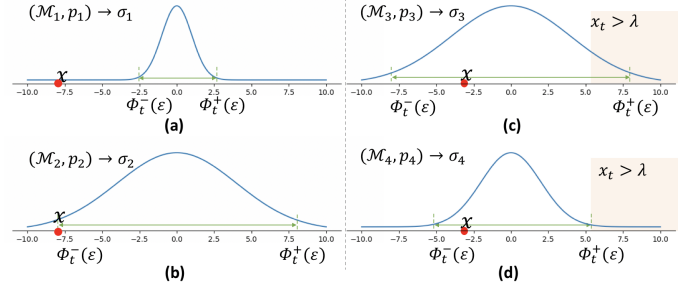 (ℳ₁, p₁) → σ₁
x
−10.0 −7.5 −5.0 −2.5 0.0 2.5 5.0 7.5 10.0
Φₜ⁻(ε) Φₜ⁺(ε)
(a)
(ℳ₂, p₂) → σ₂
x
−10.0 −7.5 −5.0 −2.5 0.0 2.5 5.0 7.5 10.0
Φₜ⁻(ε) Φₜ⁺(ε)
(b)
(ℳ₃, p₃) → σ₃
xₜ > λ
x
−10.0 −7.5 −5.0 −2.5 0.0 2.5 5.0 7.5 10.0
Φₜ⁻(ε) Φₜ⁺(ε)
(c)
(ℳ₄, p₄) → σ₄
xₜ > λ
x
−10.0 −7.5 −5.0 −2.5 0.0 2.5 5.0 7.5 10.0
Φₜ⁻(ε) Φₜ⁺(ε)
(d)